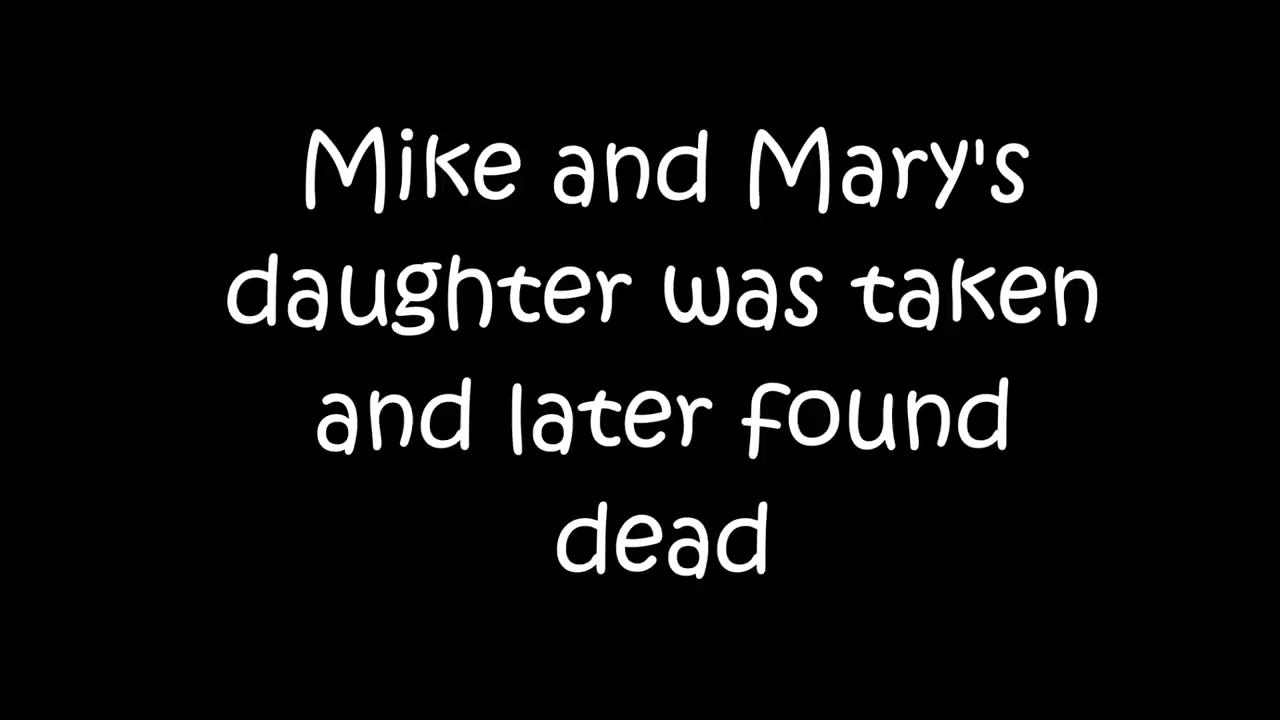 Mike and Mary's
daughter was taken
and later found
dead